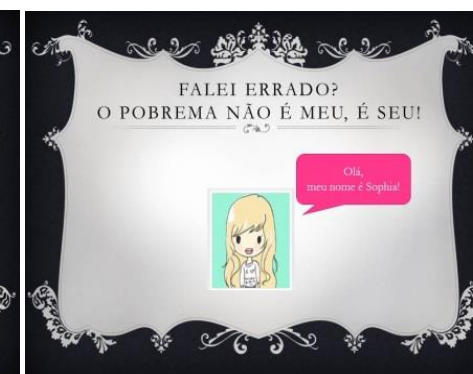 FALEI ERRADO?
O POBREMA NÃO É MEU, É SEU!
Olá,
meu nome é Sophia!